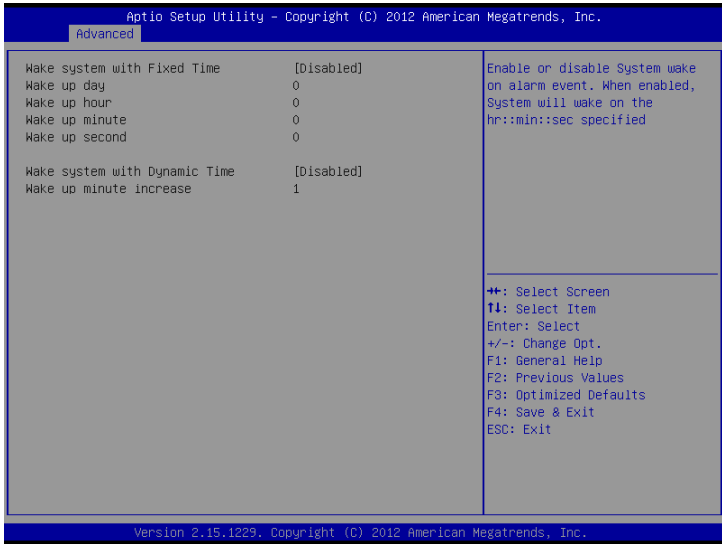 Aptio Setup Utility – Copyright (C) 2012 American Megatrends, Inc.
Advanced
Wake system with Fixed Time [Disabled]
Wake up day 0
Wake up hour 0
Wake up minute 0
Wake up second 0
Wake system with Dynamic Time [Disabled]
Wake up minute increase 1
Enable or disable System wake
on alarm event. When enabled,
System will wake on the
hr::min::sec specified
→←: Select Screen
↑↓: Select Item
Enter: Select
+/-: Change Opt.
F1: General Help
F2: Previous Values
F3: Optimized Defaults
F4: Save & Exit
ESC: Exit
Version 2.15.1229. Copyright (C) 2012 American Megatrends, Inc.